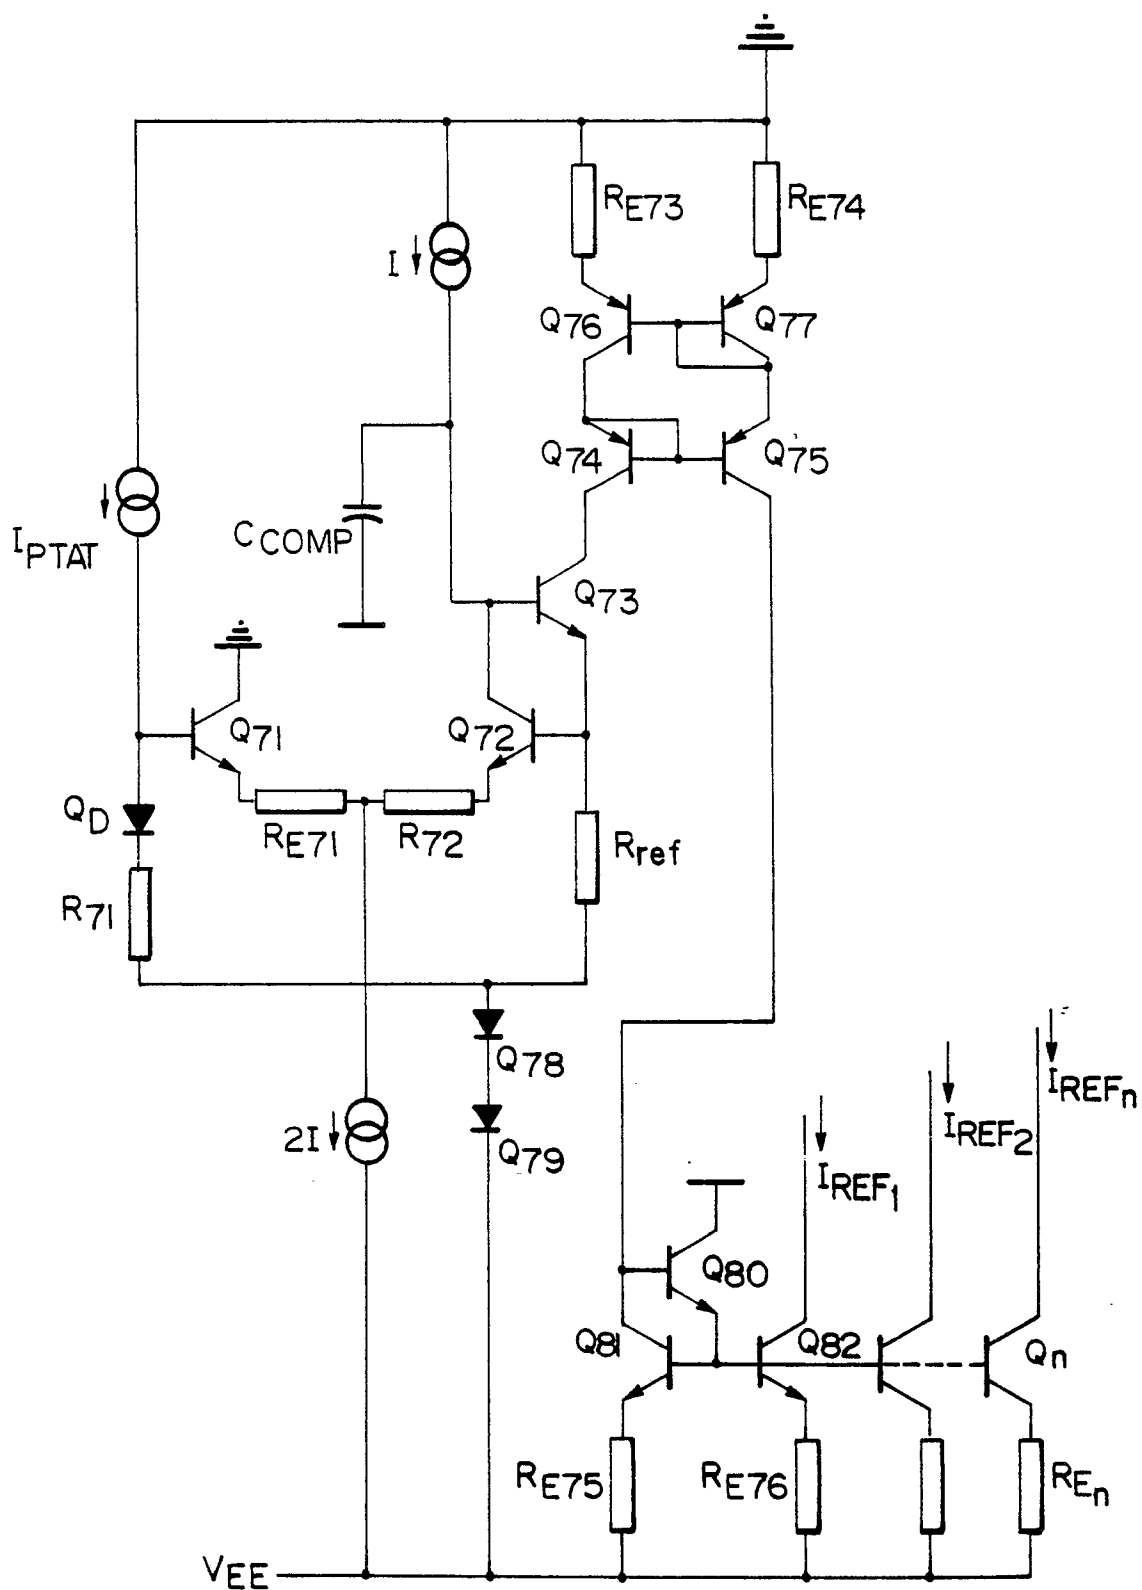 RE73
RE74
I
Q76
Q77
Q74
Q75
IPTAT
CCOMP
Q73
Q71
Q72
QD
RE71
R72
Rref
R71
Q78
IREFn
2I
IREF2
Q79
IREF1
Q80
Q81
Q82
Qn
RE75
RE76
REn
VEE